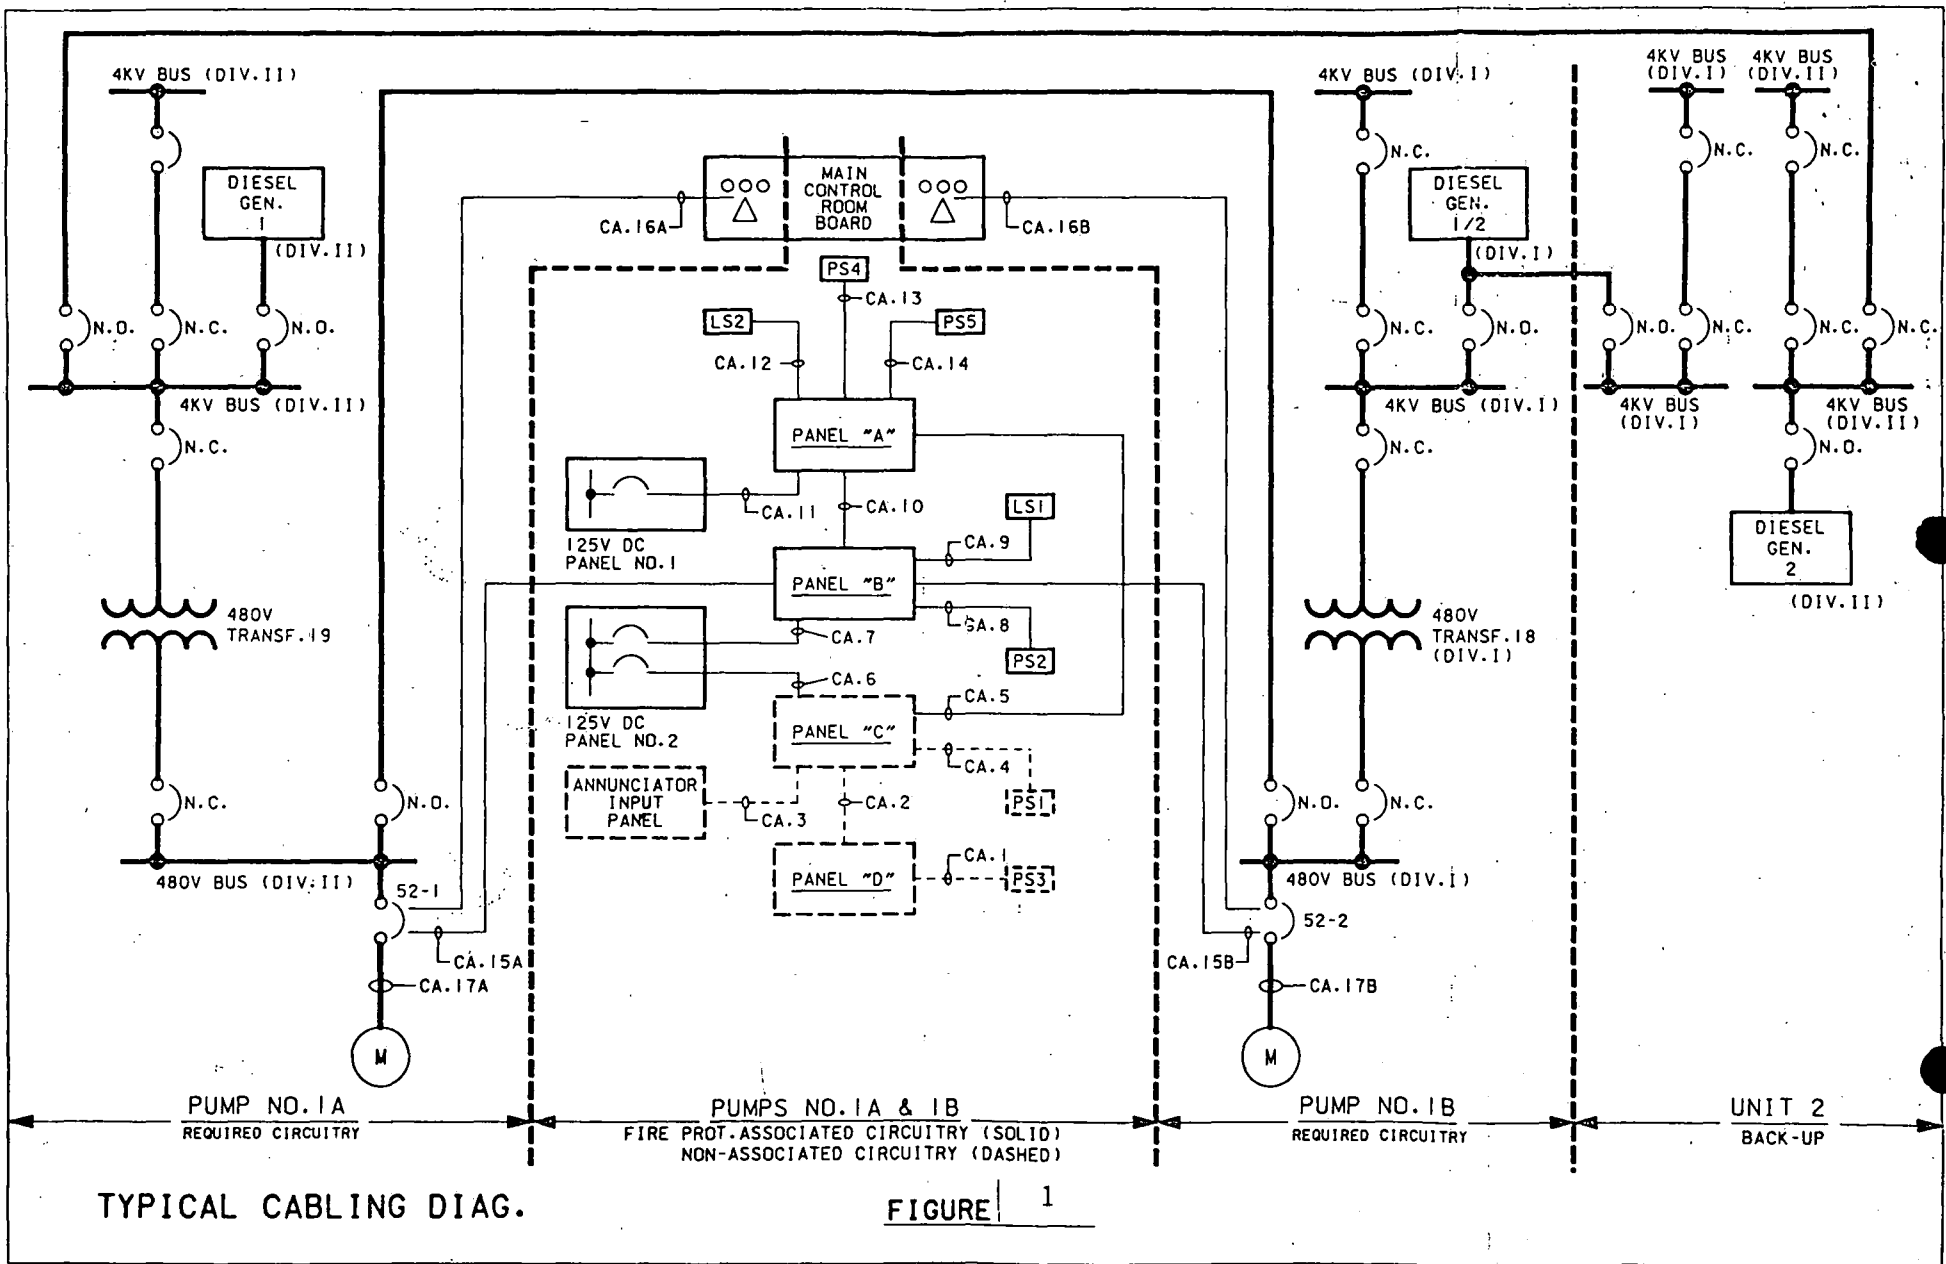 4KV BUS (DIV.II)
DIESEL
GEN.
1
(DIV.II)
N.O.
N.C.
N.O.
4KV BUS (DIV.II)
N.C.
480V
TRANSF.19
N.C.
N.O.
480V BUS (DIV.II)
52-1
CA.15A
CA.17A
M
CA.16A
MAIN
CONTROL
ROOM
BOARD
CA.16B
PS4
CA.13
LS2
PS5
CA.12
CA.14
PANEL "A"
CA.11
CA.10
125V DC
PANEL NO.1
LS1
CA.9
PANEL "B"
CA.8
PS2
CA.7
CA.6
125V DC
PANEL NO.2
CA.5
PANEL "C"
CA.4
PS1
ANNUNCIATOR
INPUT
PANEL
CA.3
CA.2
CA.1
PANEL "D"
PS3
4KV BUS (DIV.I)
N.C.
DIESEL
GEN.
1/2
(DIV.I)
N.C.
N.O.
4KV BUS (DIV.I)
N.C.
480V
TRANSF.18
(DIV.I)
N.O.
N.C.
480V BUS (DIV.I)
52-2
CA.15B
CA.17B
M
4KV BUS
(DIV.I)
4KV BUS
(DIV.II)
N.C.
N.C.
N.O.
N.C.
N.C.
N.C.
4KV BUS
(DIV.I)
4KV BUS
(DIV.II)
N.O.
DIESEL
GEN.
2
(DIV.II)
PUMP NO.1A
REQUIRED CIRCUITRY
PUMPS NO.1A & 1B
FIRE PROT.ASSOCIATED CIRCUITRY (SOLID)
NON-ASSOCIATED CIRCUITRY (DASHED)
PUMP NO.1B
REQUIRED CIRCUITRY
UNIT 2
BACK-UP
TYPICAL CABLING DIAG.
FIGURE 1